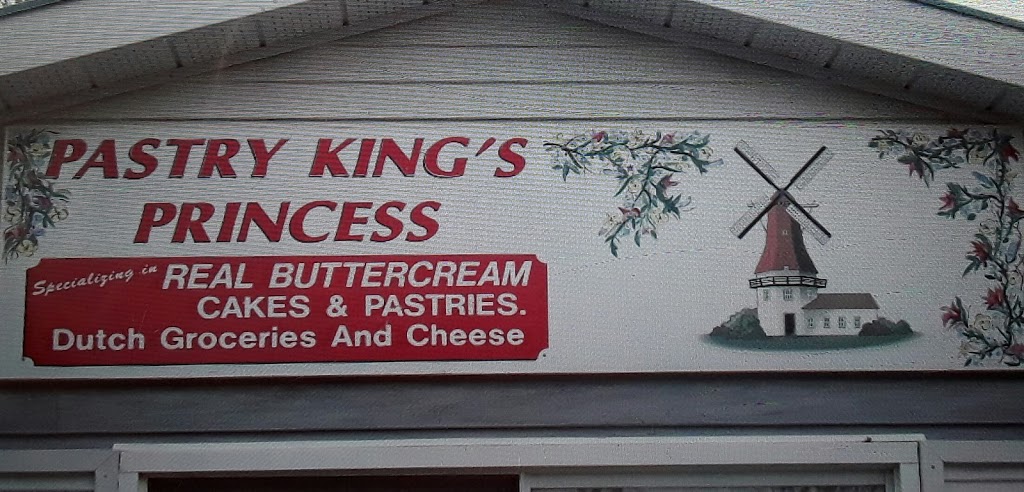 PASTRY KING'S
PRINCESS
Specializing in REAL BUTTERCREAM
CAKES & PASTRIES.
Dutch Groceries And Cheese